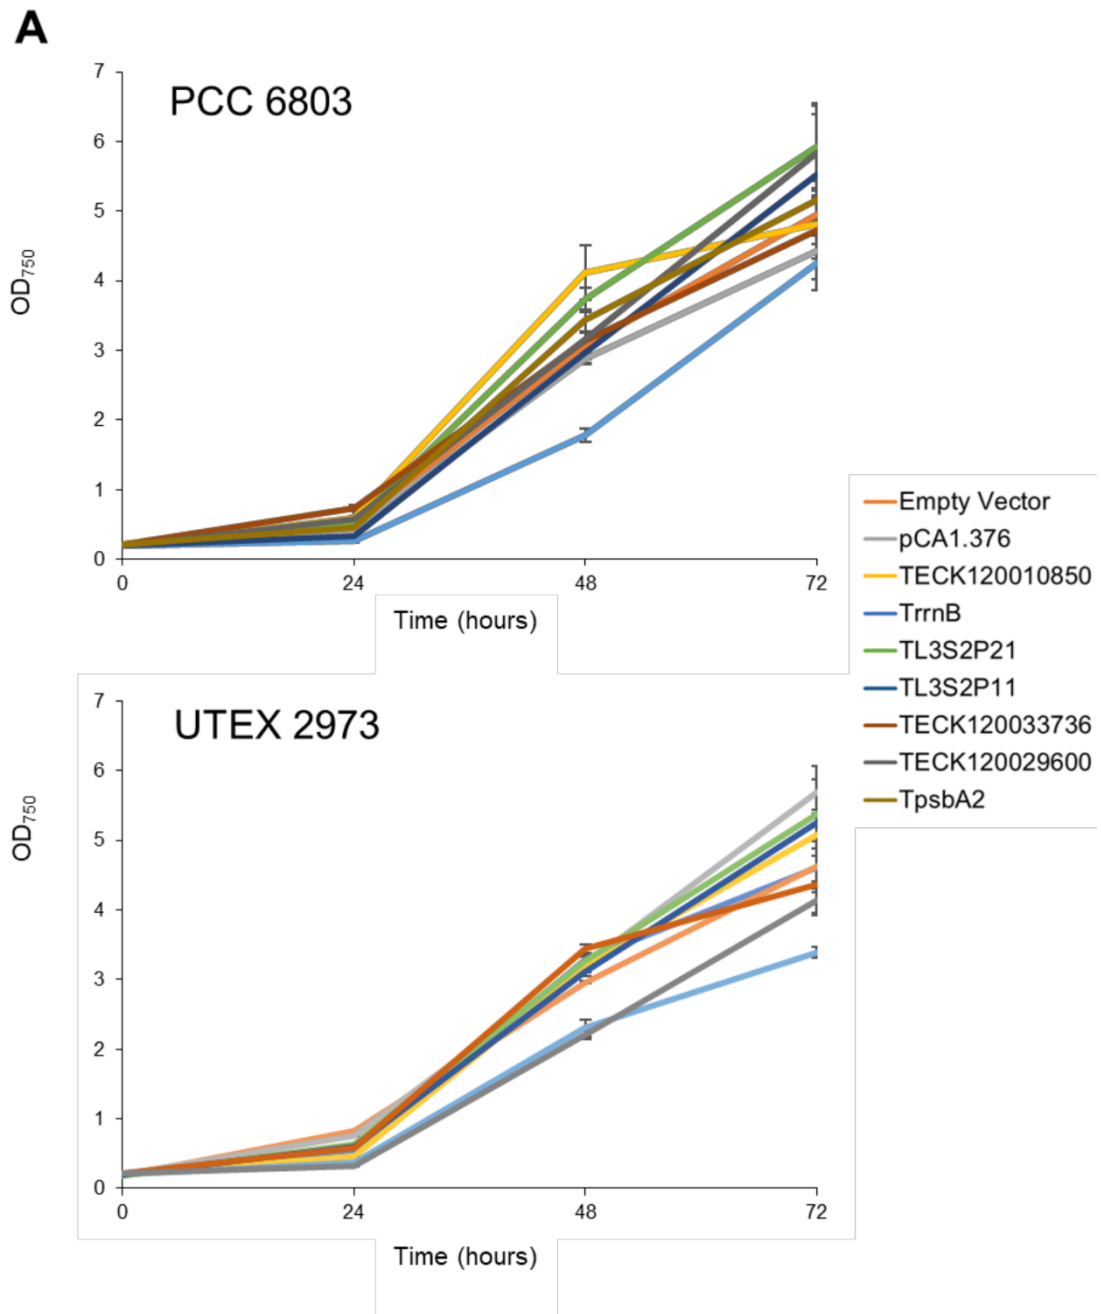 A
PCC 6803
7
6
5
4
3
2
1
0
OD750
0 24 48 72
Time (hours)
Empty Vector
pCA1.376
TECK120010850
TrrnB
TL3S2P21
TL3S2P11
TECK120033736
TECK120029600
TpsbA2
UTEX 2973
7
6
5
4
3
2
1
0
OD750
0 24 48 72
Time (hours)